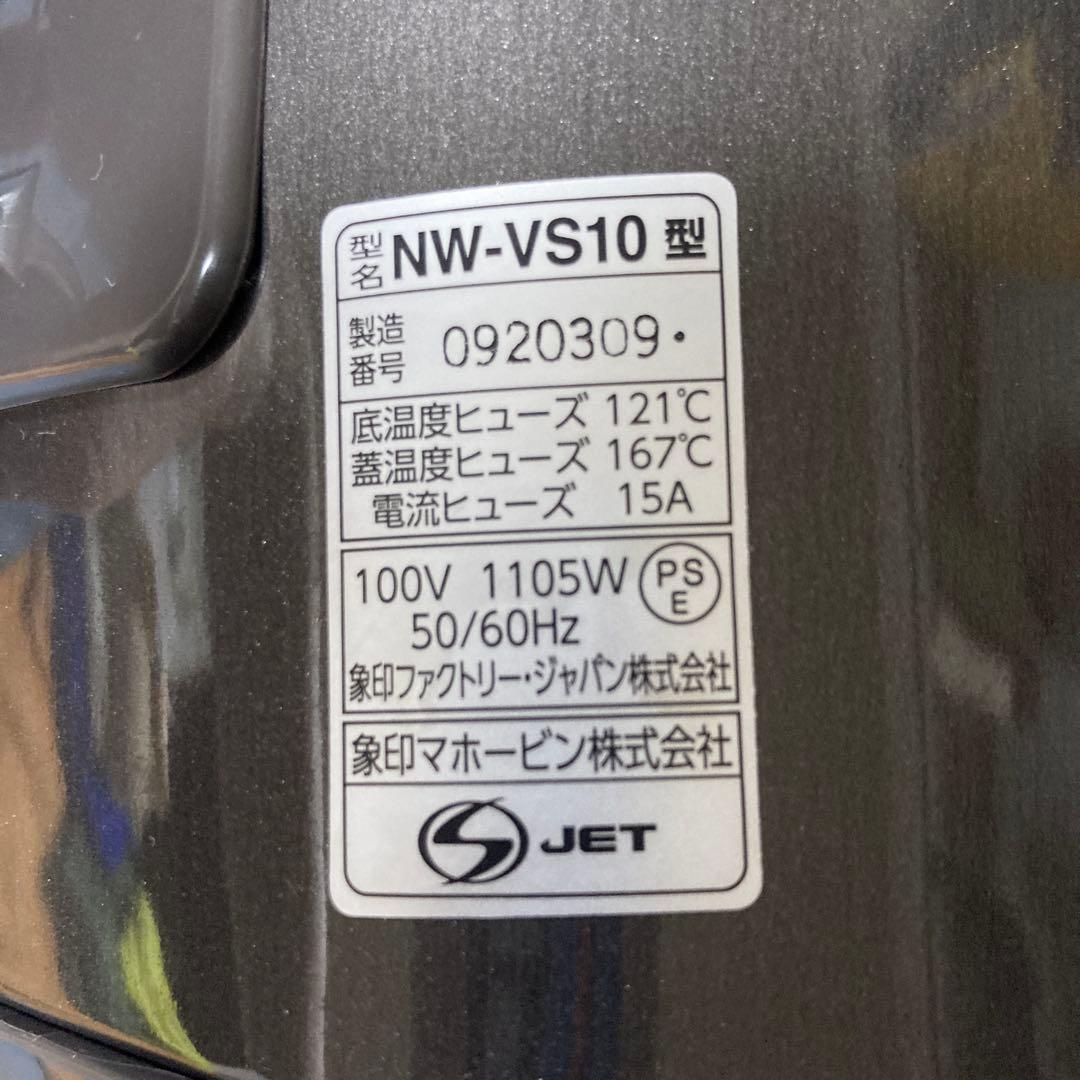 型名 NW-VS10 型
製造番号 0920309・
底温度ヒューズ 121℃
蓋温度ヒューズ 167℃
電流ヒューズ 15A
100V 1105W PSE
50/60Hz
象印ファクトリー・ジャパン株式会社
象印マホービン株式会社
S JET